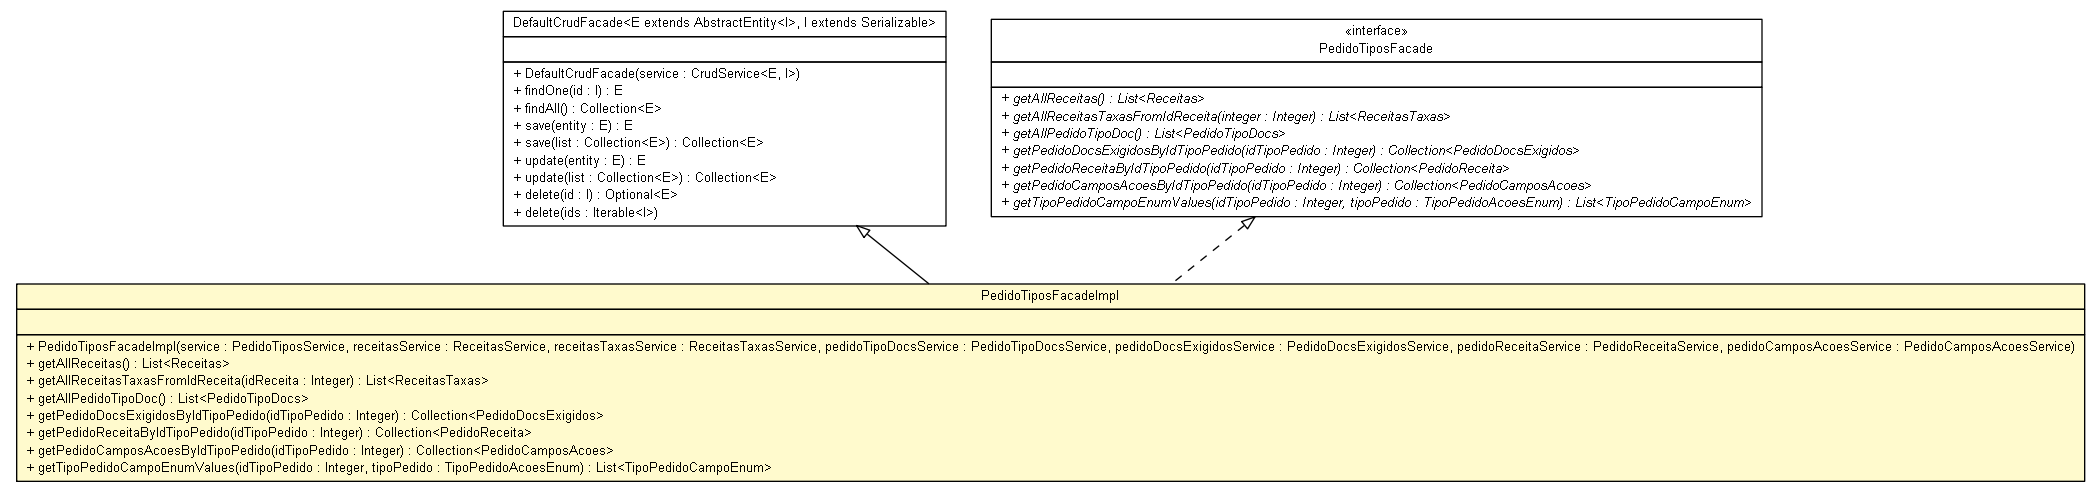 DefaultCrudFacade<E extends AbstractEntity<I>, I extends Serializable>
+ DefaultCrudFacade(service : CrudService<E, I>)
+ findOne(id : I) : E
+ findAll() : Collection<E>
+ save(entity : E) : E
+ save(list : Collection<E>) : Collection<E>
+ update(entity : E) : E
+ update(list : Collection<E>) : Collection<E>
+ delete(id : I) : Optional<E>
+ delete(ids : Iterable<I>)
«interface»
PedidoTiposFacade
+ getAllReceitas() : List<Receitas>
+ getAllReceitasTaxasFromIdReceita(integer : Integer) : List<ReceitasTaxas>
+ getAllPedidoTipoDoc() : List<PedidoTipoDocs>
+ getPedidoDocsExigidosByIdTipoPedido(idTipoPedido : Integer) : Collection<PedidoDocsExigidos>
+ getPedidoReceitaByIdTipoPedido(idTipoPedido : Integer) : Collection<PedidoReceita>
+ getPedidoCamposAcoesByIdTipoPedido(idTipoPedido : Integer) : Collection<PedidoCamposAcoes>
+ getTipoPedidoCampoEnumValues(idTipoPedido : Integer, tipoPedido : TipoPedidoAcoesEnum) : List<TipoPedidoCampoEnum>
PedidoTiposFacadeImpl
+ PedidoTiposFacadeImpl(service : PedidoTiposService, receitasService : ReceitasService, receitasTaxasService : ReceitasTaxasService, pedidoTipoDocsService : PedidoTipoDocsService, pedidoDocsExigidosService : PedidoDocsExigidosService, pedidoReceitaService : PedidoReceitaService, pedidoCamposAcoesService : PedidoCamposAcoesService)
+ getAllReceitas() : List<Receitas>
+ getAllReceitasTaxasFromIdReceita(idReceita : Integer) : List<ReceitasTaxas>
+ getAllPedidoTipoDoc() : List<PedidoTipoDocs>
+ getPedidoDocsExigidosByIdTipoPedido(idTipoPedido : Integer) : Collection<PedidoDocsExigidos>
+ getPedidoReceitaByIdTipoPedido(idTipoPedido : Integer) : Collection<PedidoReceita>
+ getPedidoCamposAcoesByIdTipoPedido(idTipoPedido : Integer) : Collection<PedidoCamposAcoes>
+ getTipoPedidoCampoEnumValues(idTipoPedido : Integer, tipoPedido : TipoPedidoAcoesEnum) : List<TipoPedidoCampoEnum>